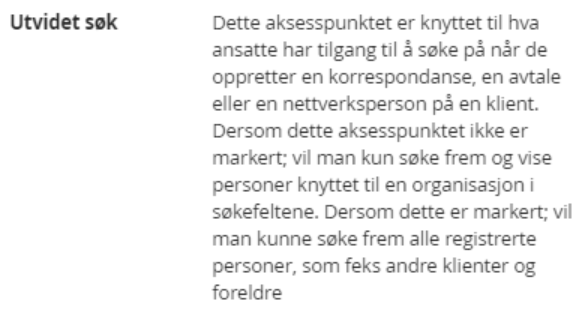 Utvidet søk
Dette aksesspunktet er knyttet til hva
ansatte har tilgang til å søke på når de
oppretter en korrespondanse, en avtale
eller en nettverksperson på en klient.
Dersom dette aksesspunktet ikke er
markert; vil man kun søke frem og vise
personer knyttet til en organisasjon i
søkefeltene. Dersom dette er markert; vil
man kunne søke frem alle registrerte
personer, som feks andre klienter og
foreldre